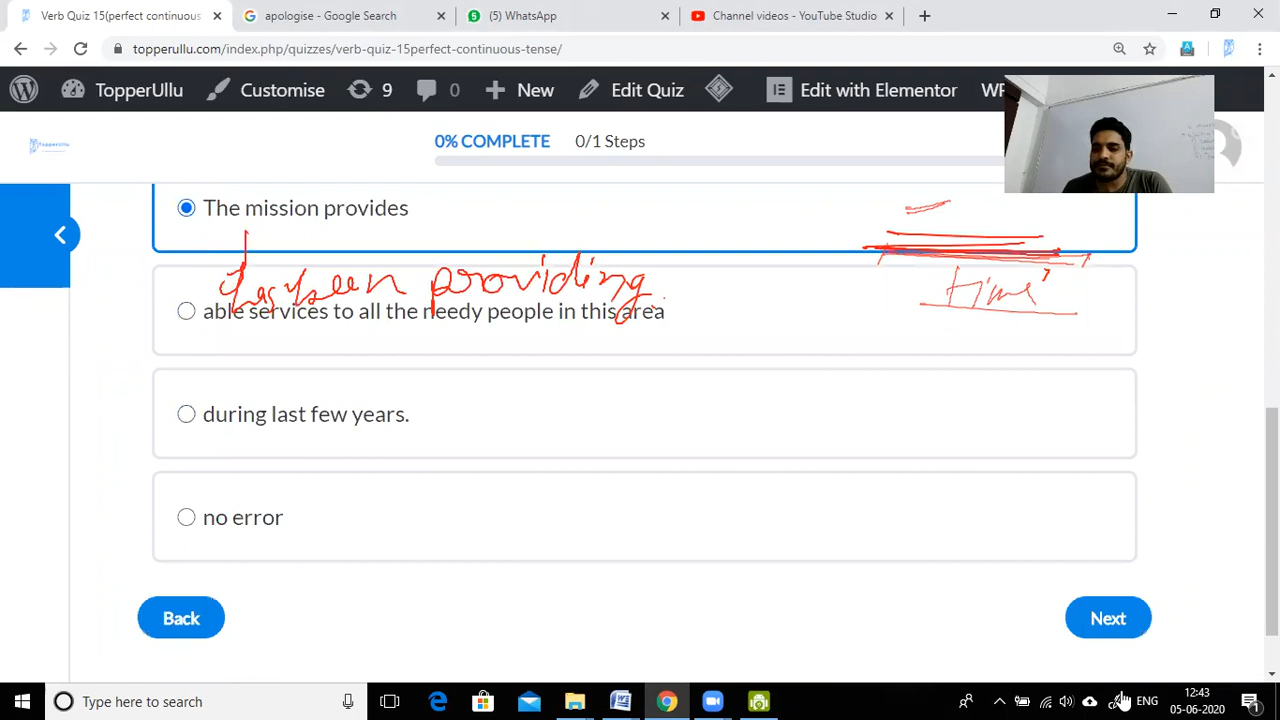 Verb Quiz 15(perfect continuous
apologise - Google Search
(5) WhatsApp
Channel videos - YouTube Studio
topperullu.com/index.php/quizzes/verb-quiz-15perfect-continuous-tense/
TopperUllu Customise 9 0 New Edit Quiz Edit with Elementor WP
TopperUllu
0% COMPLETE 0/1 Steps
The mission provides
has been providing
time
able services to all the needy people in this area
during last few years.
no error
Back
Next
Type here to search
ENG
12:43
05-06-2020